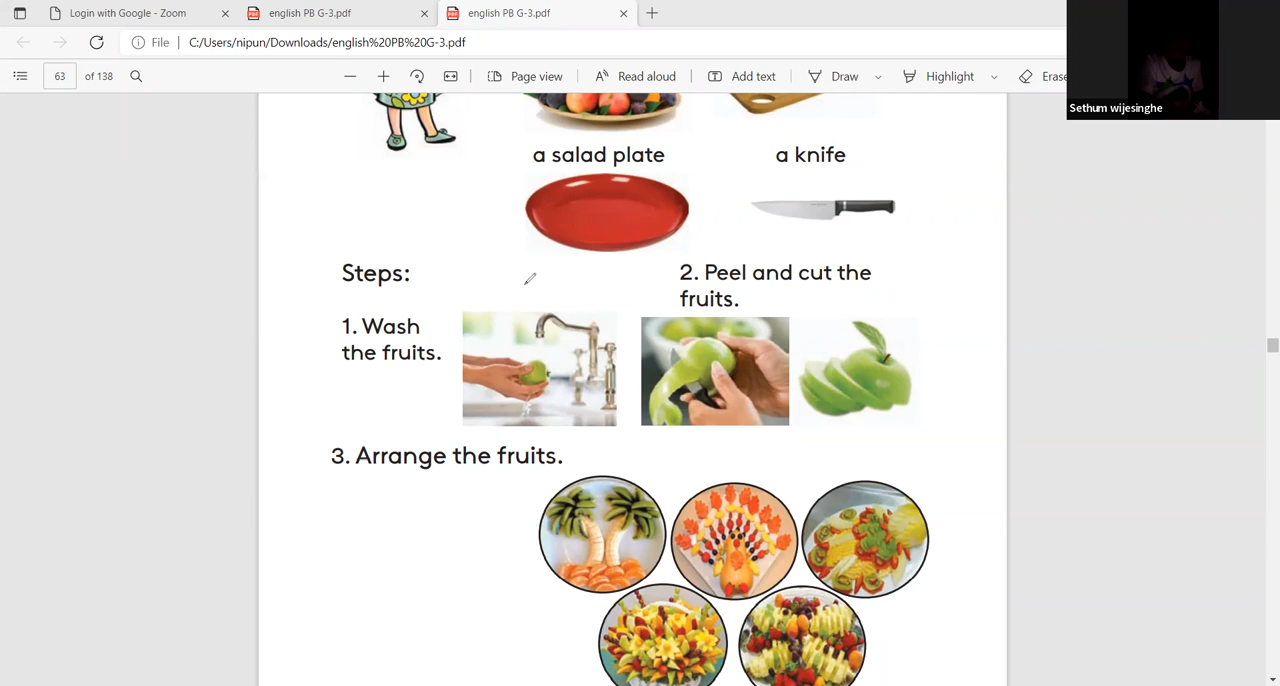 Login with Google - Zoom
english PB G-3.pdf
english PB G-3.pdf
File
C:/Users/nipun/Downloads/english%20PB%20G-3.pdf
63 of 138
Page view
Read aloud
Add text
Draw
Highlight
Erase
Sethum wijesinghe
a salad plate
a knife
Steps:
1. Wash
the fruits.
2. Peel and cut the
fruits.
3. Arrange the fruits.